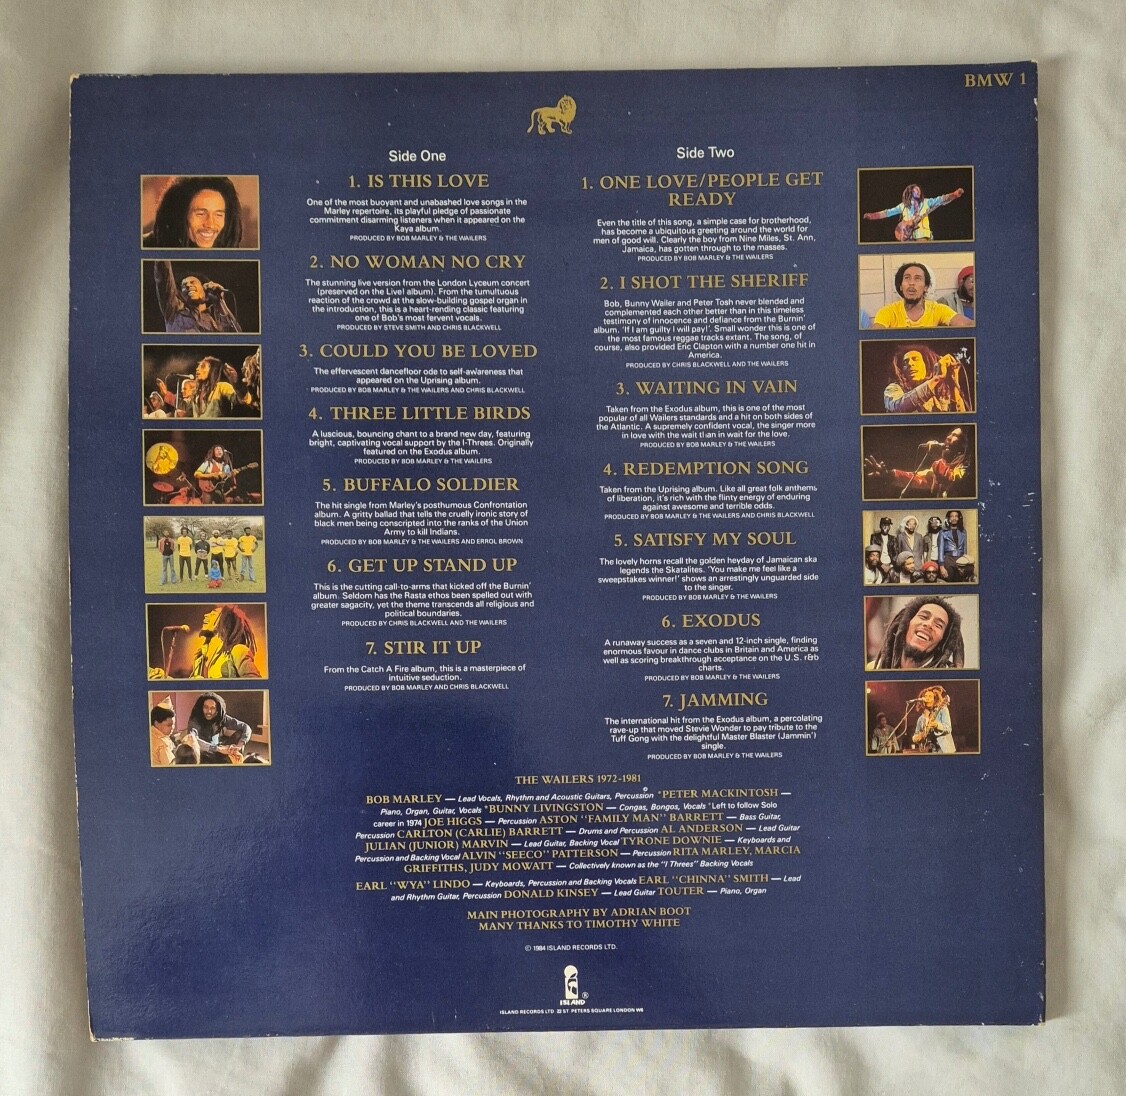 BMW 1
Side One
1. IS THIS LOVE
One of the most buoyant and unabashed love songs in the
Marley repertoire, its playful pledge of passionate
commitment disarming listeners when it appeared on the
Kaya album.
PRODUCED BY BOB MARLEY & THE WAILERS
2. NO WOMAN NO CRY
The stunning live version from the London Lyceum concert
(preserved on the Live! album). From the tumultuous
reaction of the crowd at the slow-building gospel organ in
the introduction, this is a heart-rending classic featuring
one of Bob's most fervent vocals.
PRODUCED BY STEVE SMITH AND CHRIS BLACKWELL
3. COULD YOU BE LOVED
The effervescent dancefloor ode to self-awareness that
appeared on the Uprising album.
PRODUCED BY BOB MARLEY & THE WAILERS AND CHRIS BLACKWELL
4. THREE LITTLE BIRDS
A luscious, bouncing chant to a brand new day, featuring
bright, captivating vocal support by the I-Threes. Originally
featured on the Exodus album.
PRODUCED BY BOB MARLEY & THE WAILERS
5. BUFFALO SOLDIER
The hit single from Marley's posthumous Confrontation
album. A gritty ballad that tells the cruelly ironic story of
black men being conscripted into the ranks of the Union
Army to kill Indians.
PRODUCED BY BOB MARLEY & THE WAILERS AND ERROL BROWN
6. GET UP STAND UP
This is the cutting call-to-arms that kicked off the Burnin'
album. Seldom has the Rasta ethos been spelled out with
greater sagacity, yet the theme transcends all religious and
political boundaries.
PRODUCED BY CHRIS BLACKWELL AND THE WAILERS
7. STIR IT UP
From the Catch A Fire album, this is a masterpiece of
intuitive seduction.
PRODUCED BY BOB MARLEY AND CHRIS BLACKWELL
Side Two
1. ONE LOVE/PEOPLE GET
READY
Even the title of this song, a simple case for brotherhood,
has become a ubiquitous greeting around the world for
men of good will. Clearly the boy from Nine Miles, St. Ann,
Jamaica, has gotten through to the masses.
PRODUCED BY BOB MARLEY & THE WAILERS
2. I SHOT THE SHERIFF
Bob, Bunny Wailer and Peter Tosh never blended and
complemented each other better than in this timeless
testimony of innocence and defiance from the Burnin'
album. 'If I am guilty I will pay!'. Small wonder this is one of
the most famous reggae tracks extant. The song, of
course, also provided Eric Clapton with a number one hit in
America.
PRODUCED BY CHRIS BLACKWELL AND THE WAILERS
3. WAITING IN VAIN
Taken from the Exodus album, this is one of the most
popular of all Wailers standards and a hit on both sides of
the Atlantic. A supremely confident vocal, the singer more
in love with the wait than in wait for the love.
PRODUCED BY BOB MARLEY & THE WAILERS
4. REDEMPTION SONG
Taken from the Uprising album. Like all great folk anthems
of liberation, it's rich with the flinty energy of enduring
against awesome and terrible odds.
PRODUCED BY BOB MARLEY & THE WAILERS AND CHRIS BLACKWELL
5. SATISFY MY SOUL
The lovely horns recall the golden heyday of Jamaican ska
legends the Skatalites. 'You make me feel like a
sweepstakes winner!' shows an arrestingly unguarded side
to the singer.
PRODUCED BY BOB MARLEY & THE WAILERS
6. EXODUS
A runaway success as a seven and 12-inch single, finding
enormous favour in dance clubs in Britain and America as
well as scoring breakthrough acceptance on the U.S. r&b
charts.
PRODUCED BY BOB MARLEY & THE WAILERS
7. JAMMING
The international hit from the Exodus album, a percolating
rave-up that moved Stevie Wonder to pay tribute to the
Tuff Gong with the delightful Master Blaster (Jammin')
single.
PRODUCED BY BOB MARLEY & THE WAILERS
THE WAILERS 1972-1981
BOB MARLEY — Lead Vocals, Rhythm and Acoustic Guitars, Percussion *PETER MACKINTOSH —
Piano, Organ, Guitar, Vocals *BUNNY LIVINGSTON — Congas, Bongos, Vocals *Left to follow Solo
career in 1974 JOE HIGGS — Percussion ASTON "FAMILY MAN" BARRETT — Bass Guitar,
Percussion CARLTON (CARLIE) BARRETT — Drums and Percussion AL ANDERSON — Lead Guitar
JULIAN (JUNIOR) MARVIN — Lead Guitar, Backing Vocal TYRONE DOWNIE — Keyboards and
Percussion and Backing Vocal ALVIN "SEECO" PATTERSON — Percussion RITA MARLEY, MARCIA
GRIFFITHS, JUDY MOWATT — Collectively known as the "I Threes" Backing Vocals
EARL "WYA" LINDO — Keyboards, Percussion and Backing Vocals EARL "CHINNA" SMITH — Lead
and Rhythm Guitar, Percussion DONALD KINSEY — Lead Guitar TOUTER — Piano, Organ
MAIN PHOTOGRAPHY BY ADRIAN BOOT
MANY THANKS TO TIMOTHY WHITE
© 1984 ISLAND RECORDS LTD.
ISLAND ®
ISLAND RECORDS LTD 22 ST. PETERS SQUARE LONDON W6